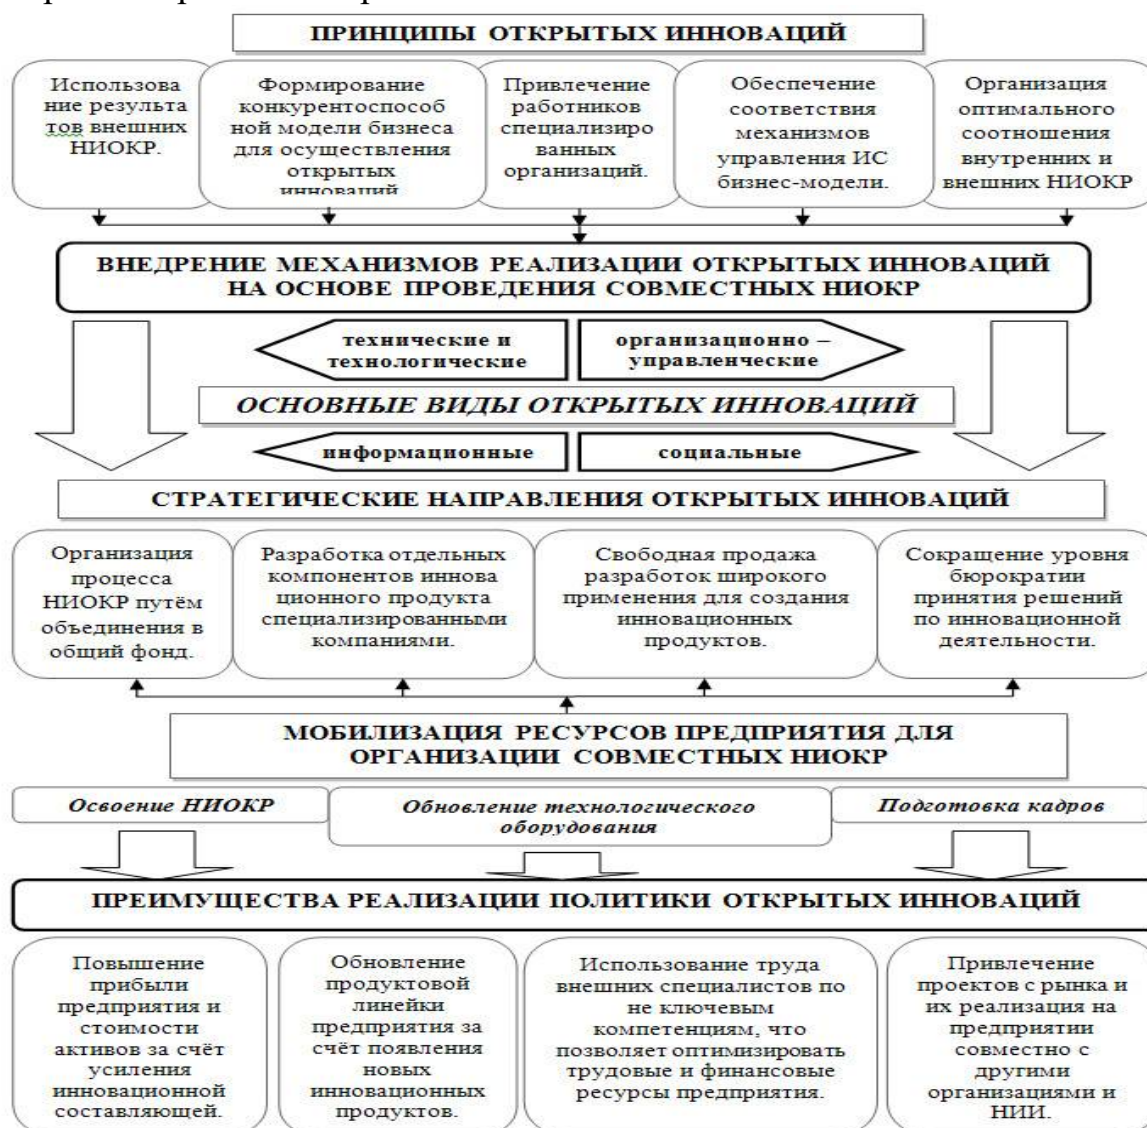 ПРИНЦИПЫ ОТКРЫТЫХ ИННОВАЦИЙ
Использова
ние результа
тов внешних
НИОКР.
Формирование
конкурентоспособ
ной модели бизнеса
для осуществления
открытых
инноваций
Привлечение
работников
специализиро
ванных
организаций.
Обеспечение
соответствия
механизмов
управления ИС
бизнес-модели.
Организация
оптимального
соотношения
внутренних и
внешних НИОКР
ВНЕДРЕНИЕ МЕХАНИЗМОВ РЕАЛИЗАЦИИ ОТКРЫТЫХ ИННОВАЦИЙ
НА ОСНОВЕ ПРОВЕДЕНИЯ СОВМЕСТНЫХ НИОКР
технические и
технологические
организационно –
управленческие
ОСНОВНЫЕ ВИДЫ ОТКРЫТЫХ ИННОВАЦИЙ
информационные
социальные
СТРАТЕГИЧЕСКИЕ НАПРАВЛЕНИЯ ОТКРЫТЫХ ИННОВАЦИЙ
Организация
процесса
НИОКР путём
объединения в
общий фонд.
Разработка отдельных
компонентов иннова
ционного продукта
специализированными
компаниями.
Свободная продажа
разработок широкого
применения для создания
инновационных
продуктов.
Сокращение уровня
бюрократии
принятия решений
по инновационной
деятельности.
МОБИЛИЗАЦИЯ РЕСУРСОВ ПРЕДПРИЯТИЯ ДЛЯ
ОРГАНИЗАЦИИ СОВМЕСТНЫХ НИОКР
Освоение НИОКР
Обновление технологического
оборудования
Подготовка кадров
ПРЕИМУЩЕСТВА РЕАЛИЗАЦИИ ПОЛИТИКИ ОТКРЫТЫХ ИННОВАЦИЙ
Повышение
прибыли
предприятия и
стоимости
активов за счёт
усиления
инновационной
составляющей.
Обновление
продуктовой
линейки
предприятия за
счёт появления
новых
инновационных
продуктов.
Использование труда
внешних специалистов по
не ключевым
компетенциям, что
позволяет оптимизировать
трудовые и финансовые
ресурсы предприятия.
Привлечение
проектов с рынка и
их реализация на
предприятии
совместно с
другими
организациями и
НИИ.